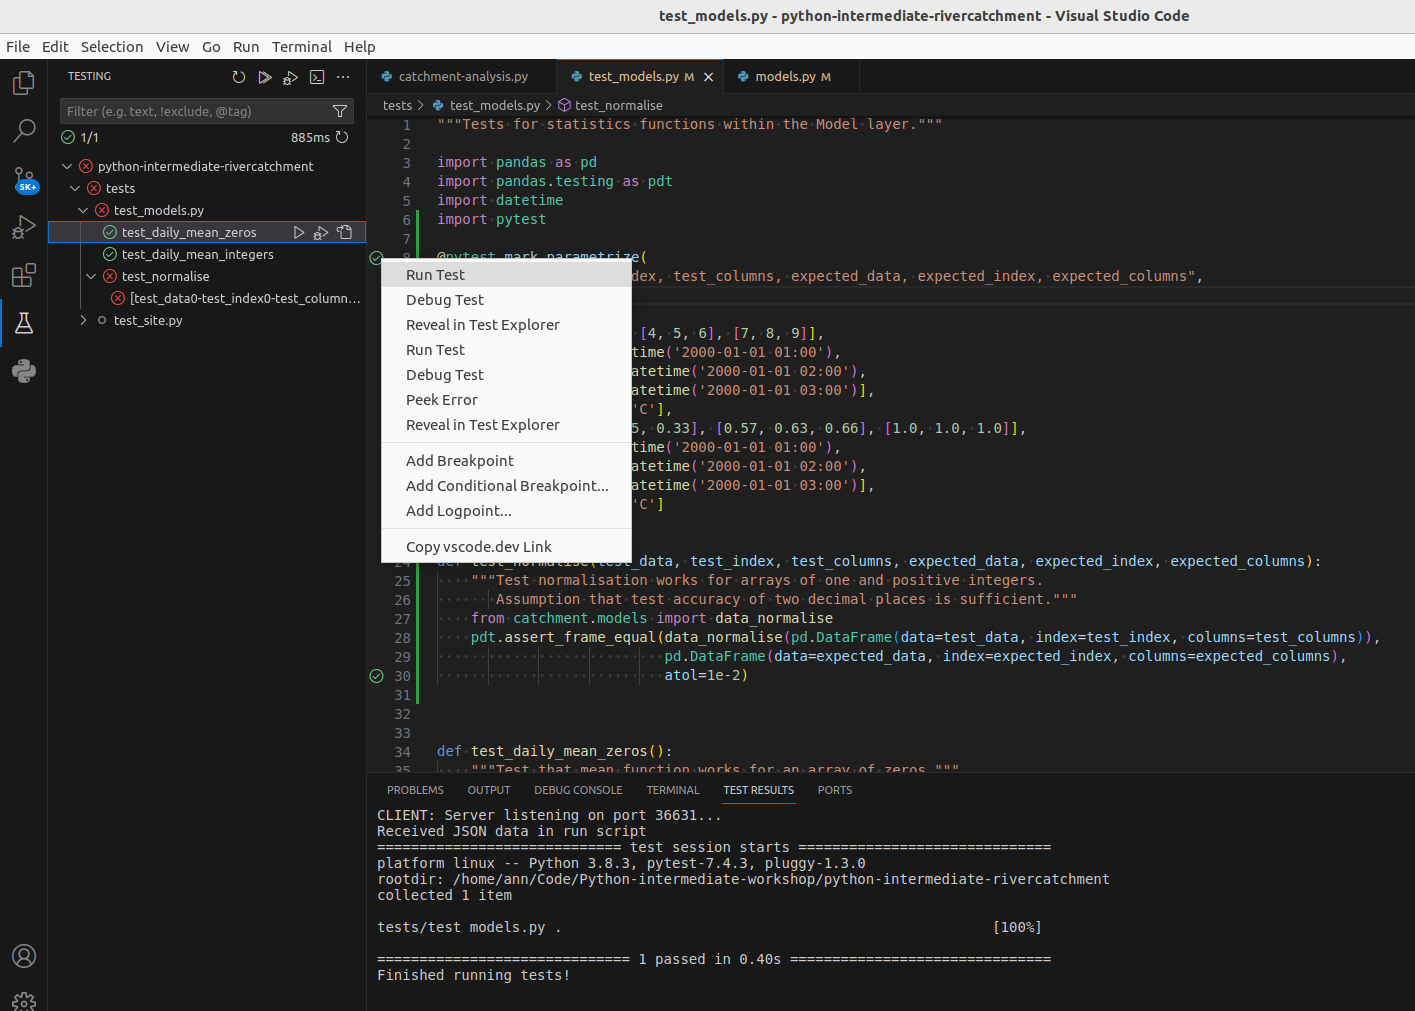 test_models.py - python-intermediate-rivercatchment - Visual Studio Code
File Edit Selection View Go Run Terminal Help
TESTING
Filter (e.g. text, !exclude, @tag)
1/1 885ms
python-intermediate-rivercatchment
tests
test_models.py
test_daily_mean_zeros
test_daily_mean_integers
test_normalise
[test_data0-test_index0-test_column...
test_site.py
5K+
catchment-analysis.py test_models.py M models.py M
tests > test_models.py > test_normalise
1 """Tests for statistics functions within the Model layer."""
2
3 import pandas as pd
4 import pandas.testing as pdt
5 import datetime
6 import pytest
7
8 @pytest.mark.parametrize(
dex, test_columns, expected_data, expected_index, expected_columns",
[4, 5, 6], [7, 8, 9]],
time('2000-01-01 01:00'),
atetime('2000-01-01 02:00'),
atetime('2000-01-01 03:00')],
'C'],
5, 0.33], [0.57, 0.63, 0.66], [1.0, 1.0, 1.0]],
time('2000-01-01 01:00'),
atetime('2000-01-01 02:00'),
atetime('2000-01-01 03:00')],
'C']
Run Test
Debug Test
Reveal in Test Explorer
Run Test
Debug Test
Peek Error
Reveal in Test Explorer
Add Breakpoint
Add Conditional Breakpoint...
Add Logpoint...
Copy vscode.dev Link
24 def test_normalise(test_data, test_index, test_columns, expected_data, expected_index, expected_columns):
25 """Test normalisation works for arrays of one and positive integers.
26 Assumption that test accuracy of two decimal places is sufficient."""
27 from catchment.models import data_normalise
28 pdt.assert_frame_equal(data_normalise(pd.DataFrame(data=test_data, index=test_index, columns=test_columns)),
29 pd.DataFrame(data=expected_data, index=expected_index, columns=expected_columns),
30 atol=1e-2)
31
32
33
34 def test_daily_mean_zeros():
35 """Test that mean function works for an array of zeros."""
PROBLEMS OUTPUT DEBUG CONSOLE TERMINAL TEST RESULTS PORTS
CLIENT: Server listening on port 36631...
Received JSON data in run script
============================= test session starts ==============================
platform linux -- Python 3.8.3, pytest-7.4.3, pluggy-1.3.0
rootdir: /home/ann/Code/Python-intermediate-workshop/python-intermediate-rivercatchment
collected 1 item
tests/test models.py . [100%]
============================== 1 passed in 0.40s ===============================
Finished running tests!